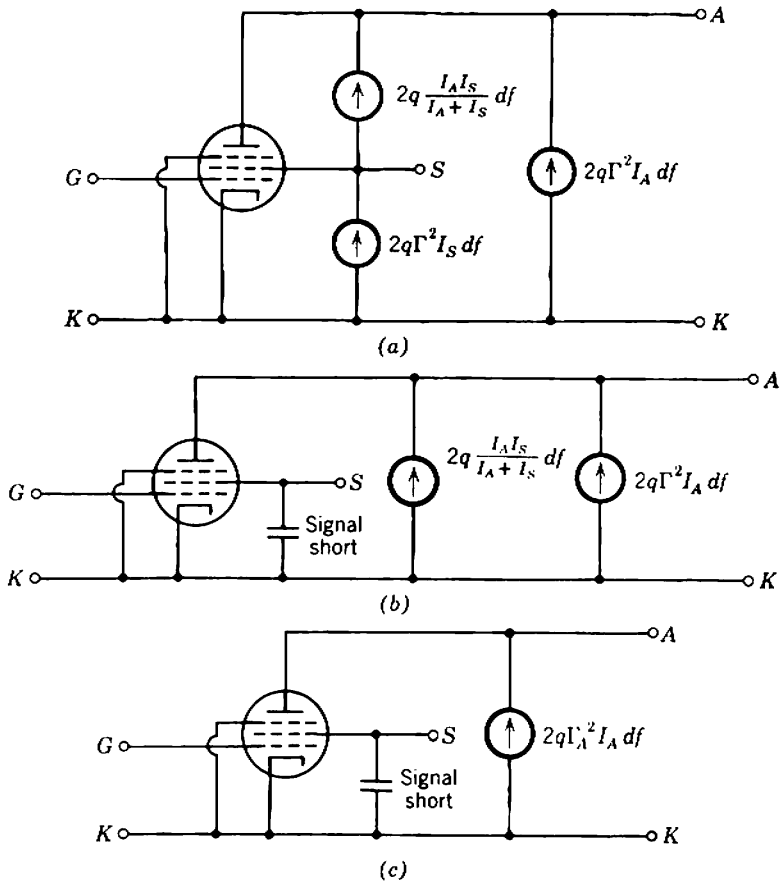 A
2q I_A I_S / (I_A + I_S) df
G
S
2qΓ²I_A df
2qΓ²I_S df
K
K
(a)
A
2q I_A I_S / (I_A + I_S) df
2qΓ²I_A df
G
S
Signal
short
K
K
(b)
A
G
S
2qΓ_A²I_A df
Signal
short
K
K
(c)